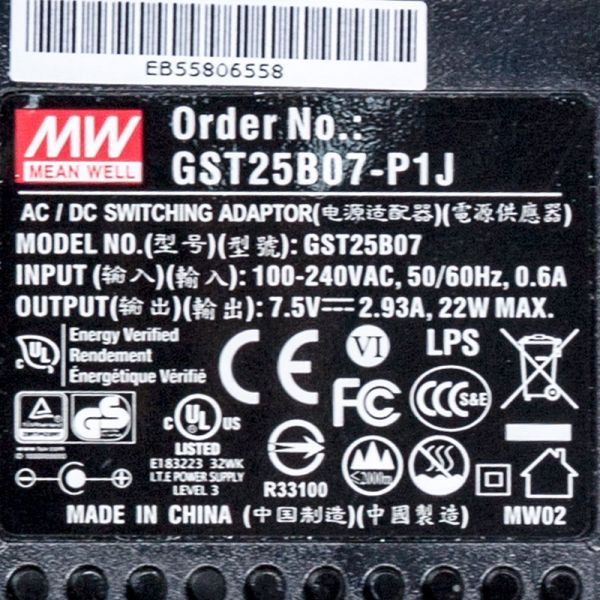 EB55806558
MW
MEAN WELL
Order No.:
GST25B07-P1J
AC / DC SWITCHING ADAPTOR(电源适配器)(電源供應器)
MODEL NO.(型号)(型號): GST25B07
INPUT (输入)(輸入): 100-240VAC, 50/60Hz, 0.6A
OUTPUT(输出)(輸出): 7.5V⎓2.93A, 22W MAX.
c UL Energy Verified
Rendement
Énergétique Vérifié
CE
VI
LPS
FC
CCC S&E
GS
c UL US
LISTED
E183223 32WK
I.T.E POWER SUPPLY
LEVEL 3
R33100
≤2000m
- +
MADE IN CHINA (中国制造)(中國製造)
MW02